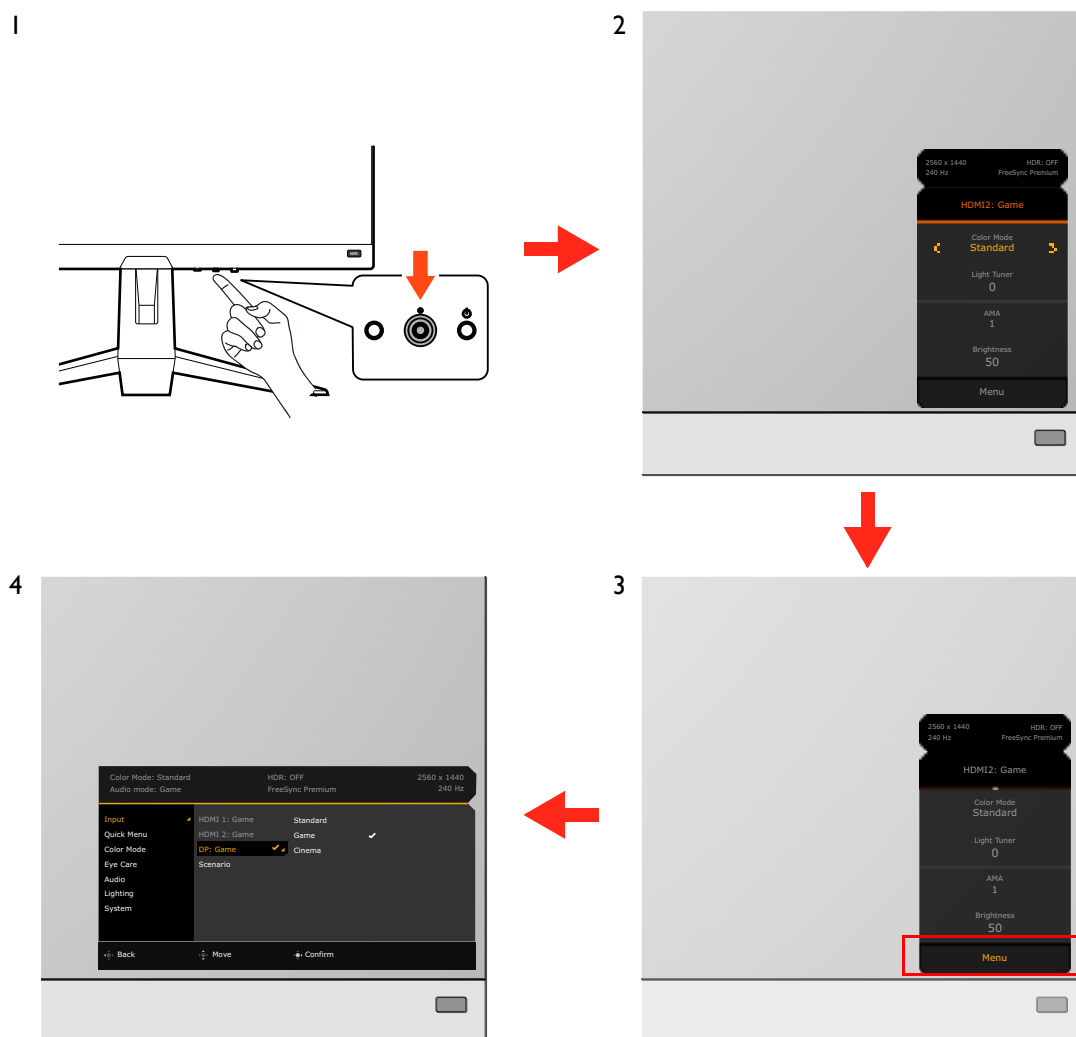 1
2
2560 x 1440 HDR: OFF
240 Hz FreeSync Premium
HDMI2: Game
Color Mode
Standard
Light Tuner
0
AMA
1
Brightness
50
Menu
4
Color Mode: Standard HDR: OFF 2560 x 1440
Audio mode: Game FreeSync Premium 240 Hz
Input HDMI 1: Game Standard
Quick Menu HDMI 2: Game Game
Color Mode DP: Game Cinema
Eye Care Scenario
Audio
Lighting
System
Back Move Confirm
3
2560 x 1440 HDR: OFF
240 Hz FreeSync Premium
HDMI2: Game
Color Mode
Standard
Light Tuner
0
AMA
1
Brightness
50
Menu